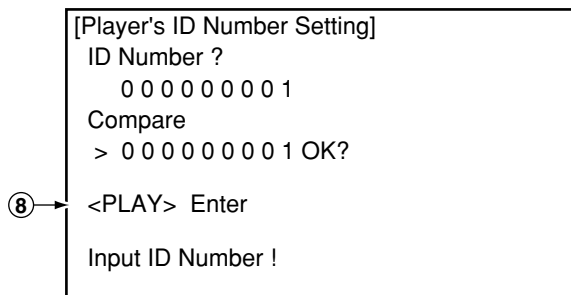 [Player's ID Number Setting]
ID Number ?
0 0 0 0 0 0 0 0 1
Compare
> 0 0 0 0 0 0 0 0 1 OK?
8 <PLAY> Enter
Input ID Number !